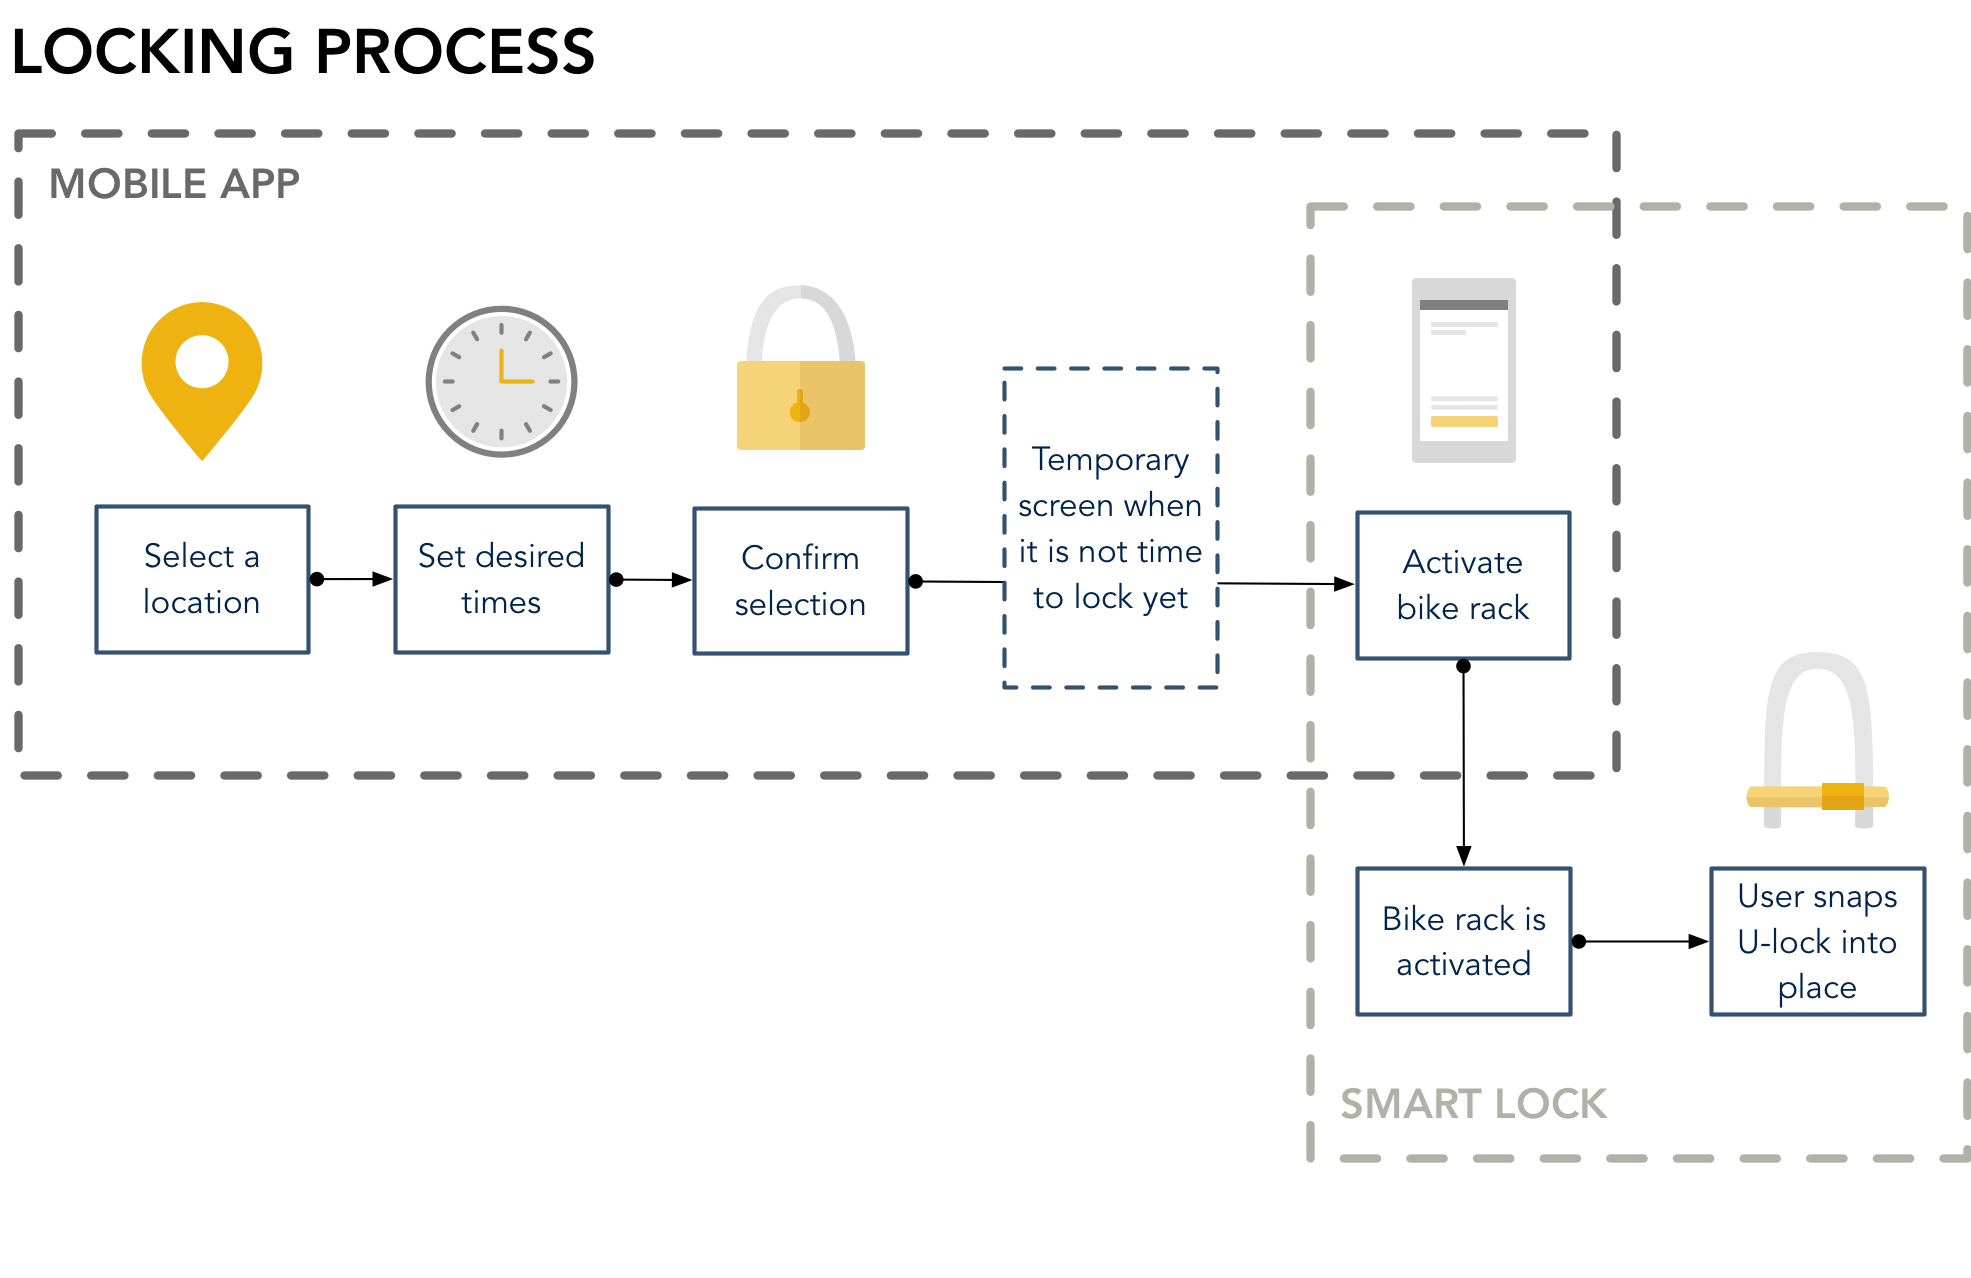 LOCKING PROCESS
MOBILE APP
Select a
location
Set desired
times
Confirm
selection
Temporary
screen when
it is not time
to lock yet
Activate
bike rack
Bike rack is
activated
User snaps
U-lock into
place
SMART LOCK